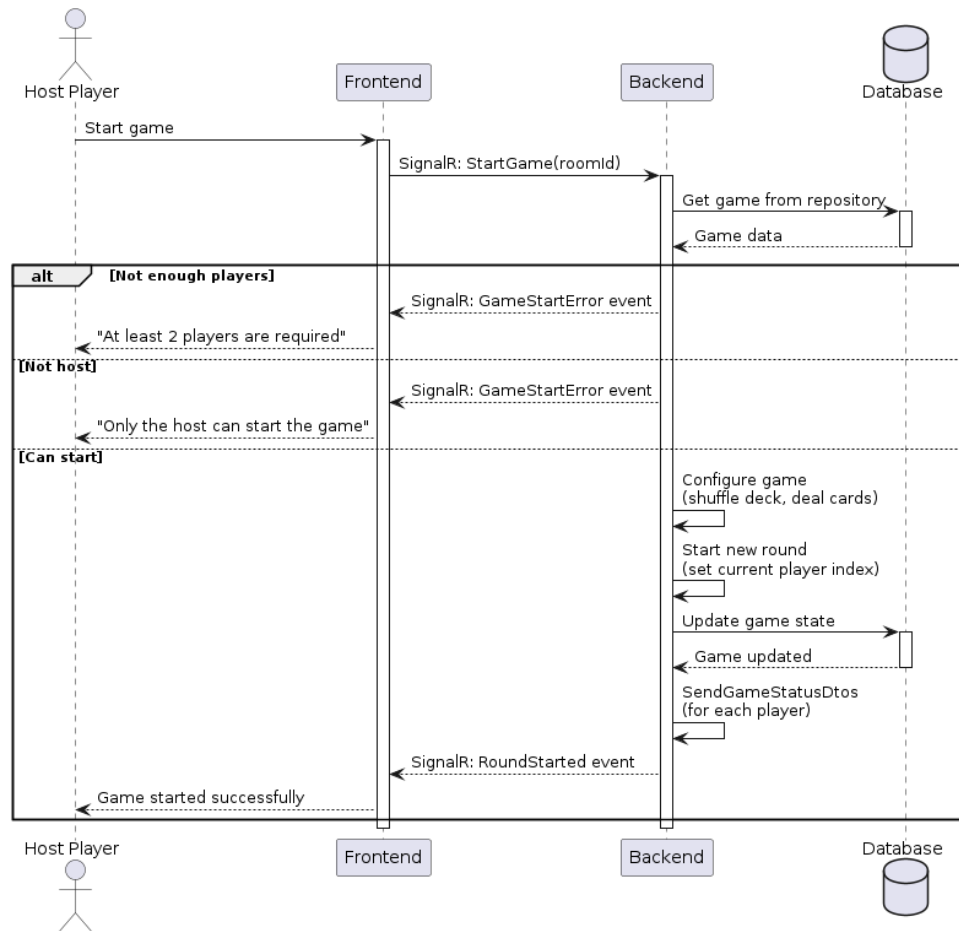 Host Player
Frontend
Backend
Database
Start game
SignalR: StartGame(roomId)
Get game from repository
Game data
alt [Not enough players]
SignalR: GameStartError event
"At least 2 players are required"
[Not host]
SignalR: GameStartError event
"Only the host can start the game"
[Can start]
Configure game
(shuffle deck, deal cards)
Start new round
(set current player index)
Update game state
Game updated
SendGameStatusDtos
(for each player)
SignalR: RoundStarted event
Game started successfully
Host Player
Frontend
Backend
Database